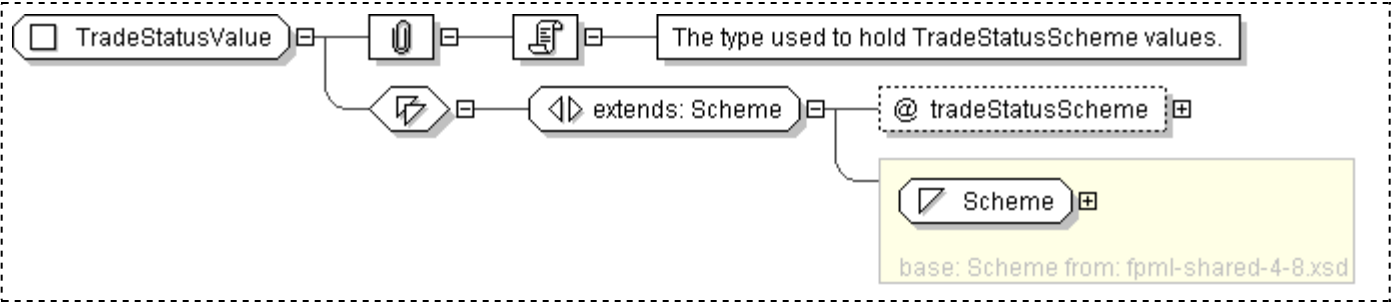 TradeStatusValue
The type used to hold TradeStatusScheme values.
extends: Scheme
@ tradeStatusScheme
Scheme
base: Scheme from: fpml-shared-4-8.xsd